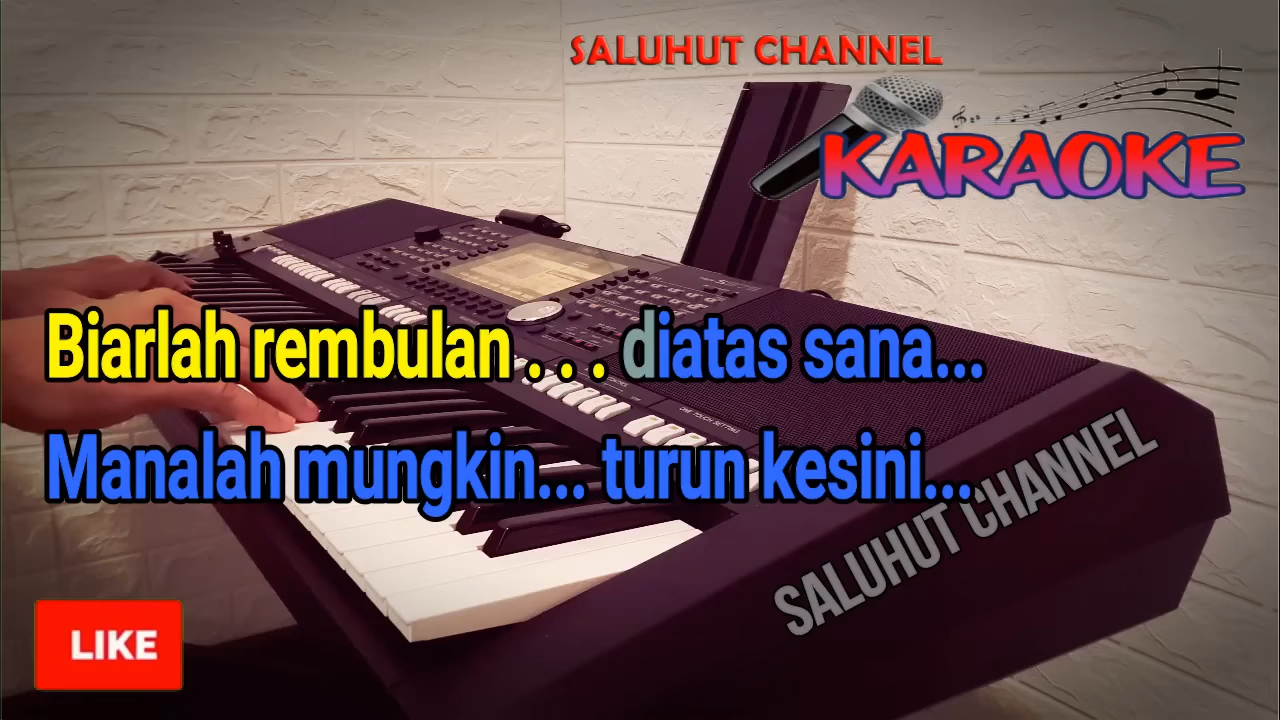 SALUHUT CHANNEL
KARAOKE
Biarlah rembulan . . . diatas sana...
Manalah mungkin... turun kesini...
SALUHUT CHANNEL
LIKE